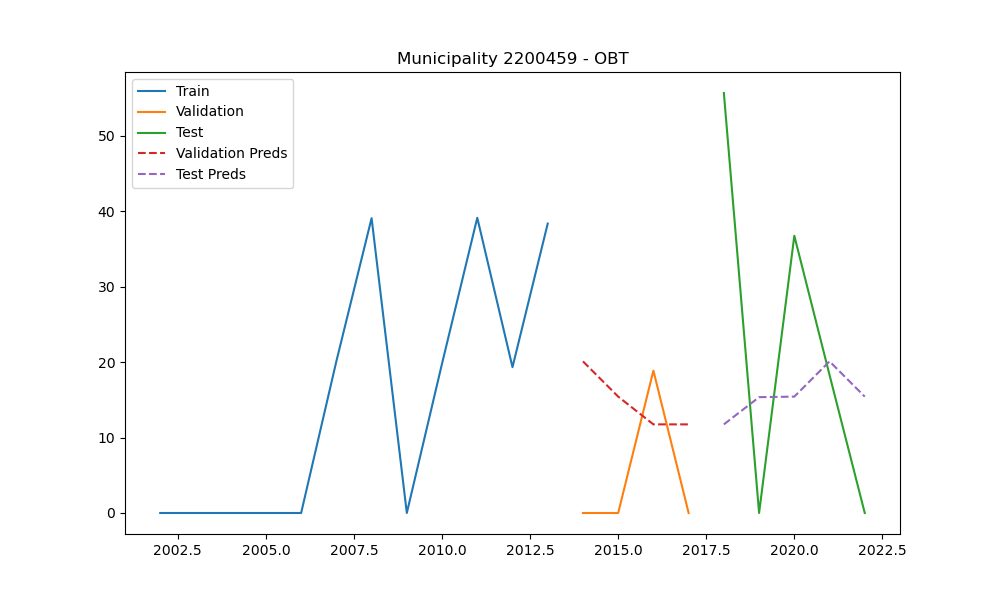 Municipality 2200459 - OBT
Train
Validation
Test
Validation Preds
Test Preds
50
40
30
20
10
0
2002.5 2005.0 2007.5 2010.0 2012.5 2015.0 2017.5 2020.0 2022.5